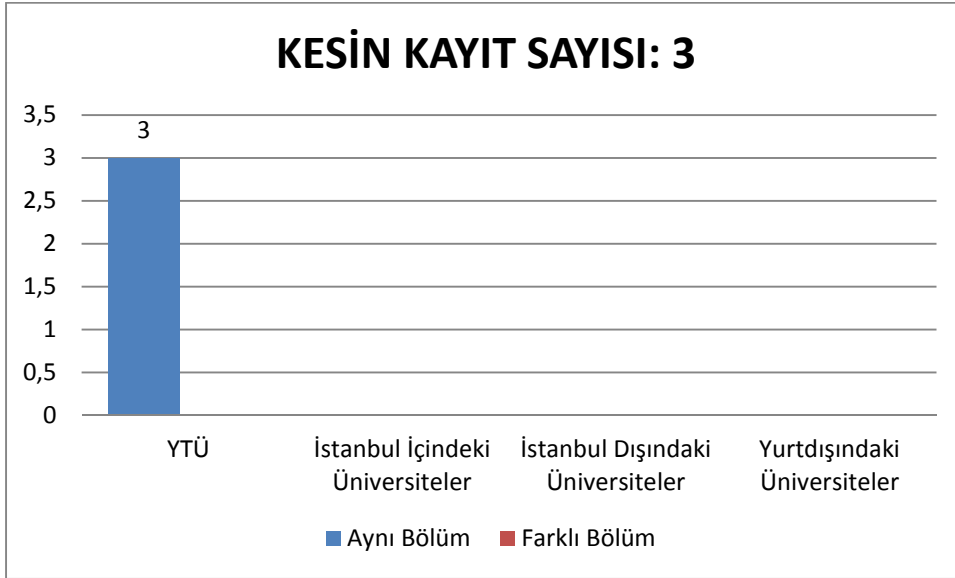 KESİN KAYIT SAYISI: 3
3,5
3
3
2,5
2
1,5
1
0,5
0
YTÜ
İstanbul İçindeki
Üniversiteler
İstanbul Dışındaki
Üniversiteler
Yurtdışındaki
Üniversiteler
Aynı Bölüm
Farklı Bölüm